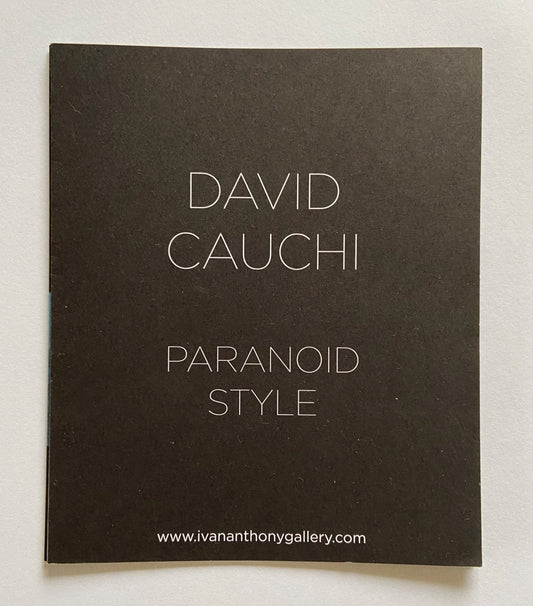 DAVID
CAUCHI
PARANOID
STYLE
www.ivananthonygallery.com